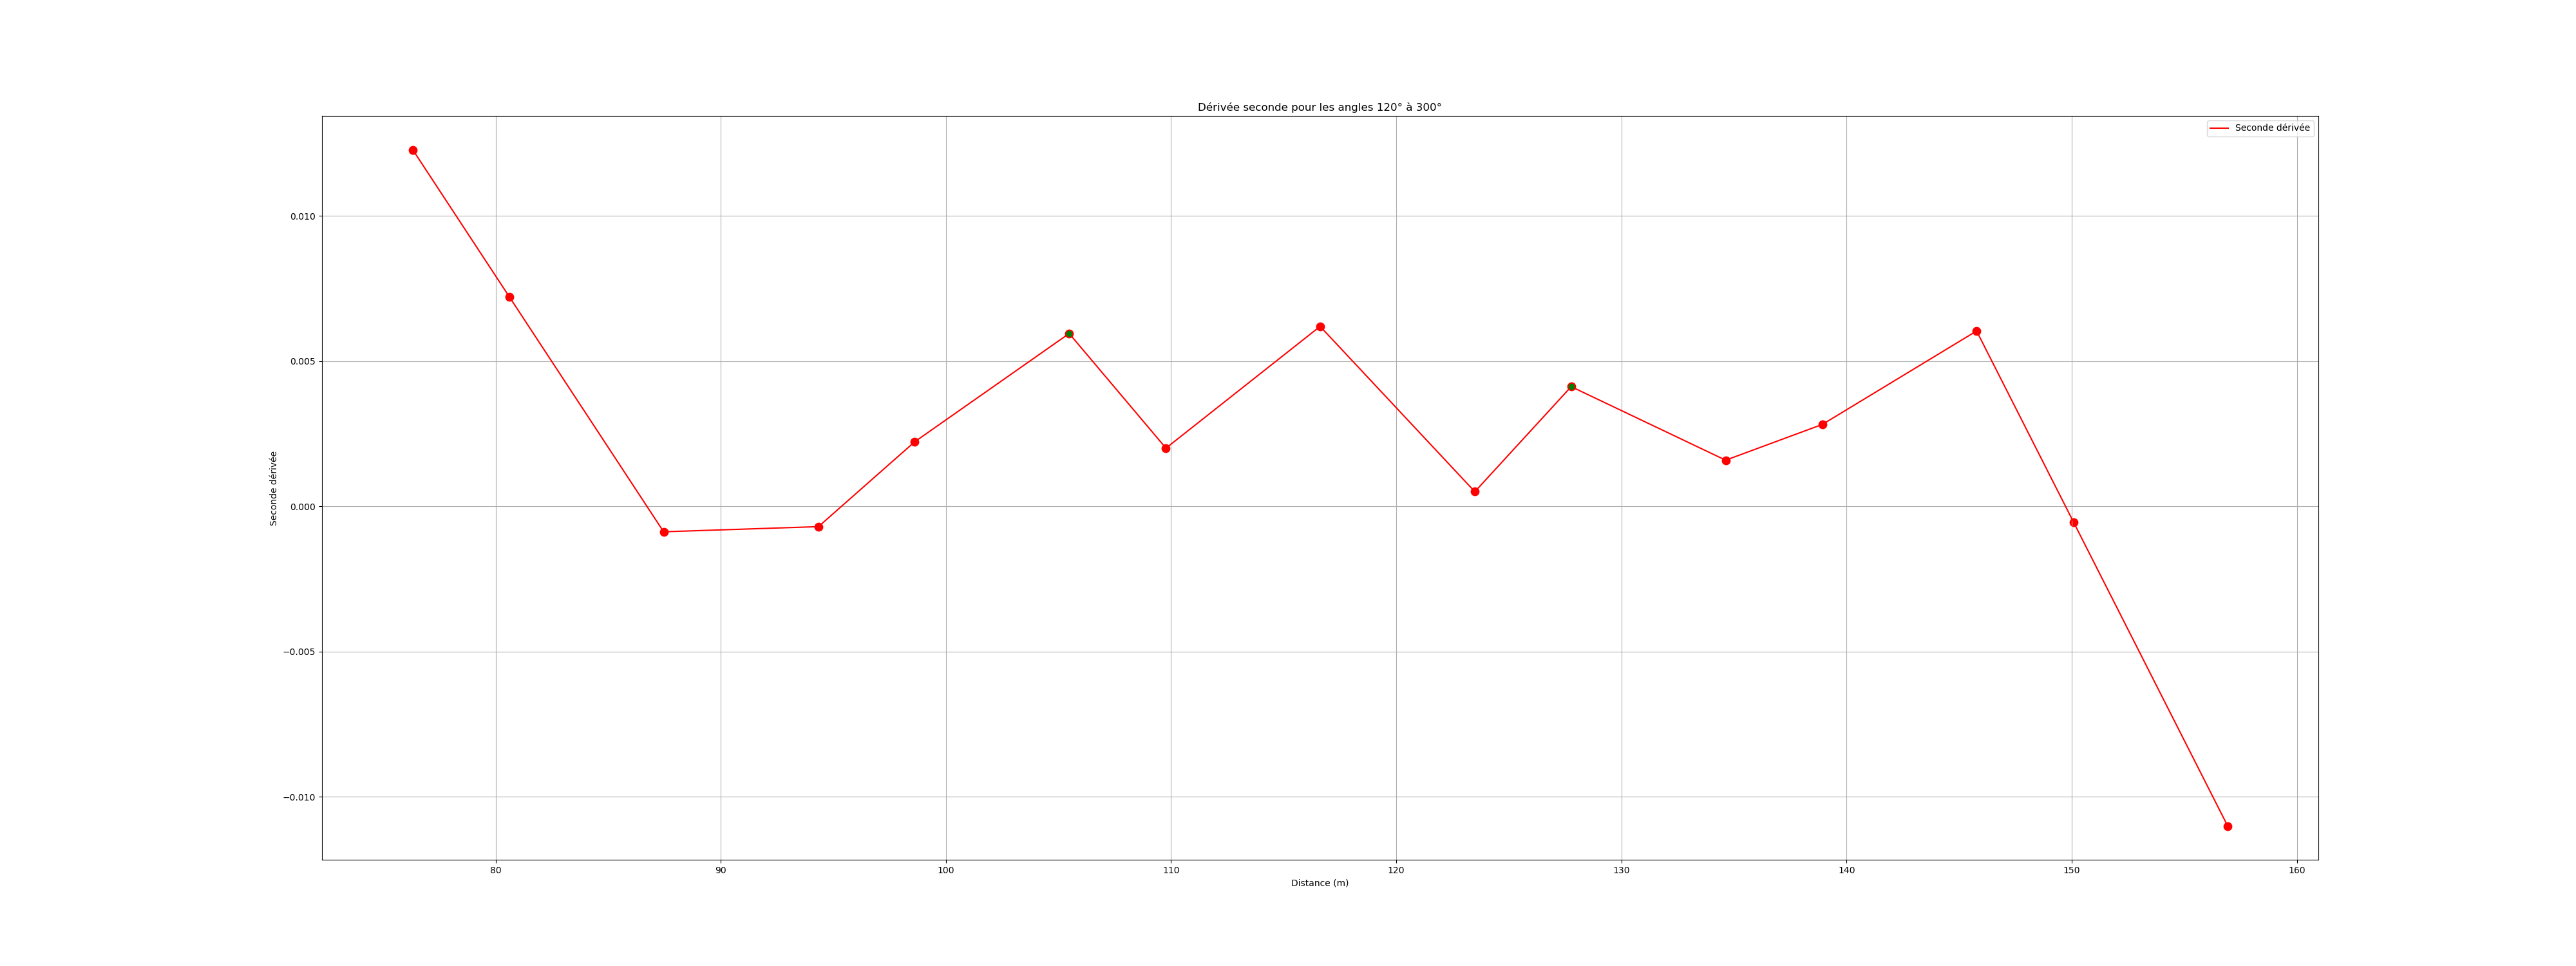 Dérivée seconde pour les angles 120° à 300°
Seconde dérivée
0.010
0.005
0.000
−0.005
−0.010
Seconde dérivée
80 90 100 110 120 130 140 150 160
Distance (m)